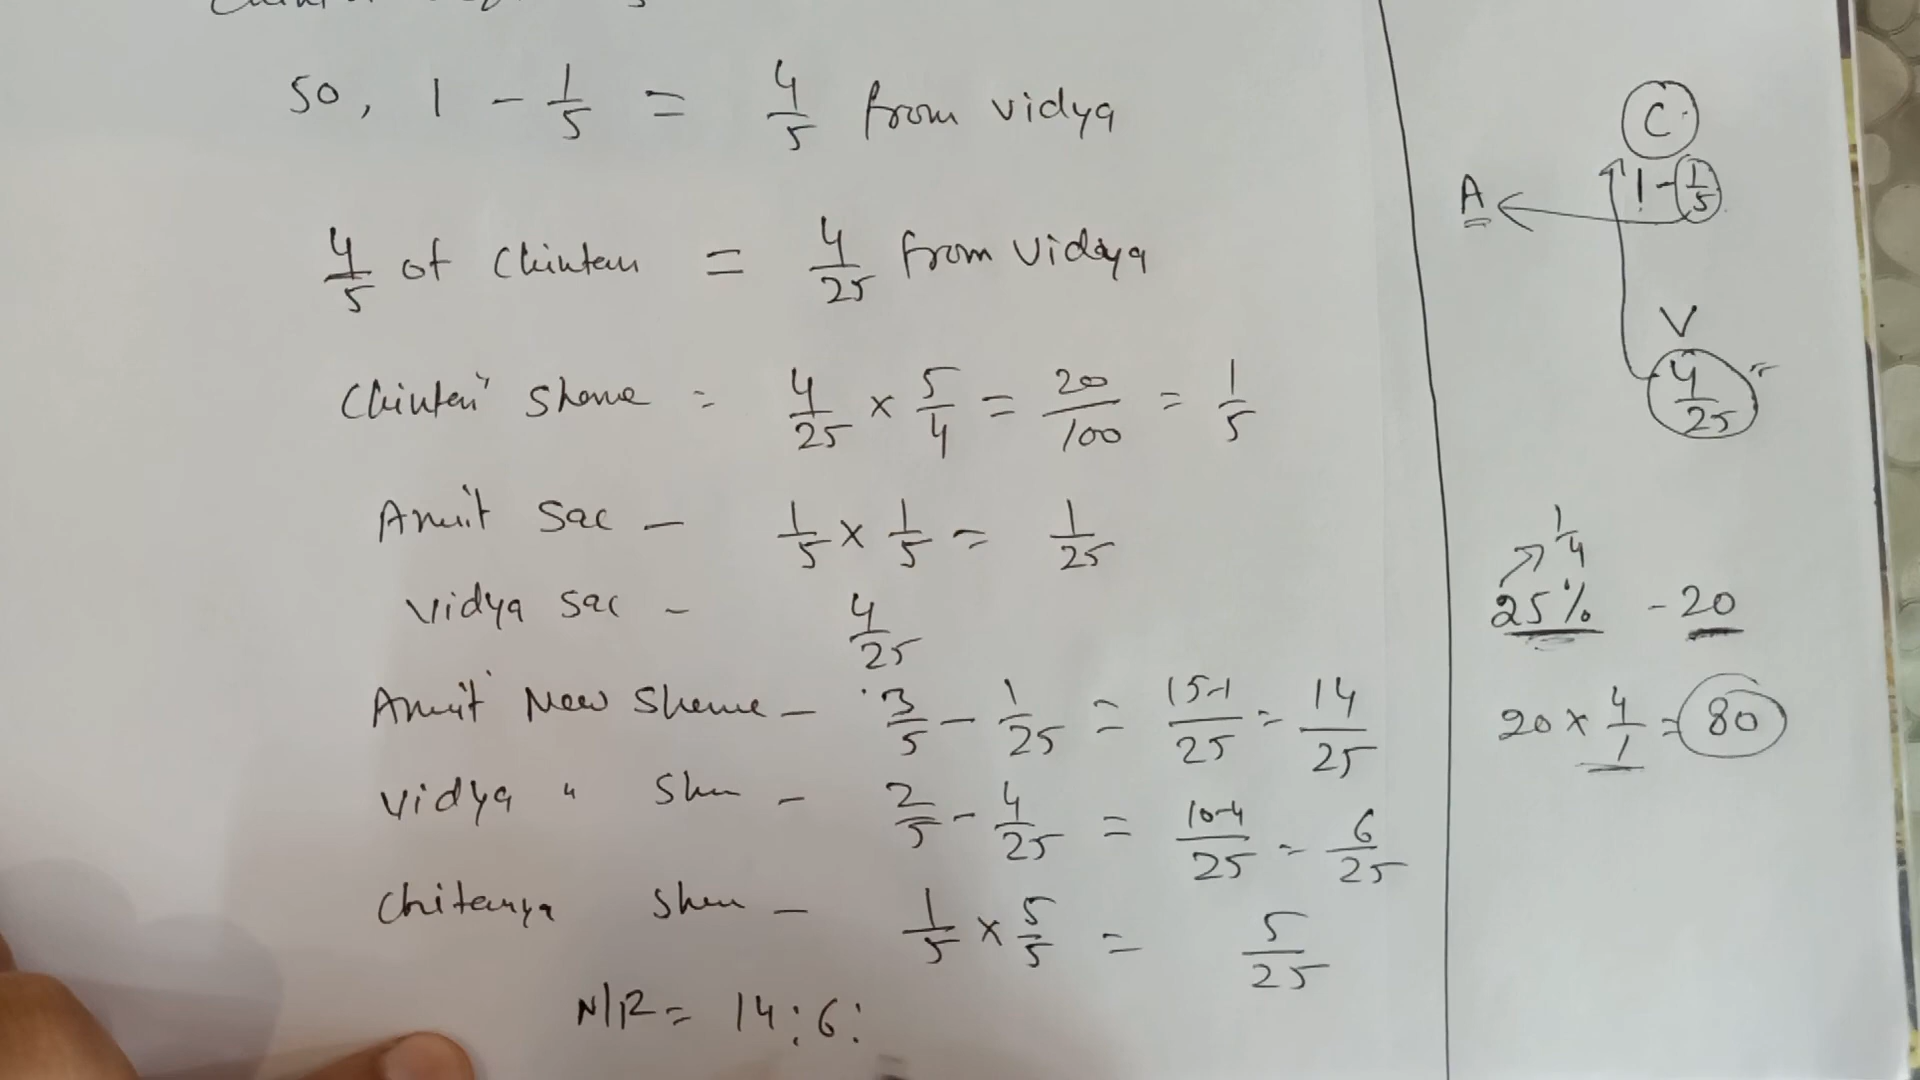 So, 1 - 1/5 = 4/5 from vidya
4/5 of Chintan = 4/25 from Vidya
Chintan Share = 4/25 × 5/4 = 20/100 = 1/5
Amit Sac - 1/5 × 1/5 = 1/25
Vidya Sac - 4/25
Amit New Share - 3/5 - 1/25 = 15-1/25 = 14/25
Vidya " Sha - 2/5 - 4/25 = 10-4/25 = 6/25
Chitanya Sha - 1/5 × 5/5 = 5/25
N/R = 14:6:
C
A
1 - 1/5
V
4/25
1/4
25% - 20
20 × 4/1 = 80